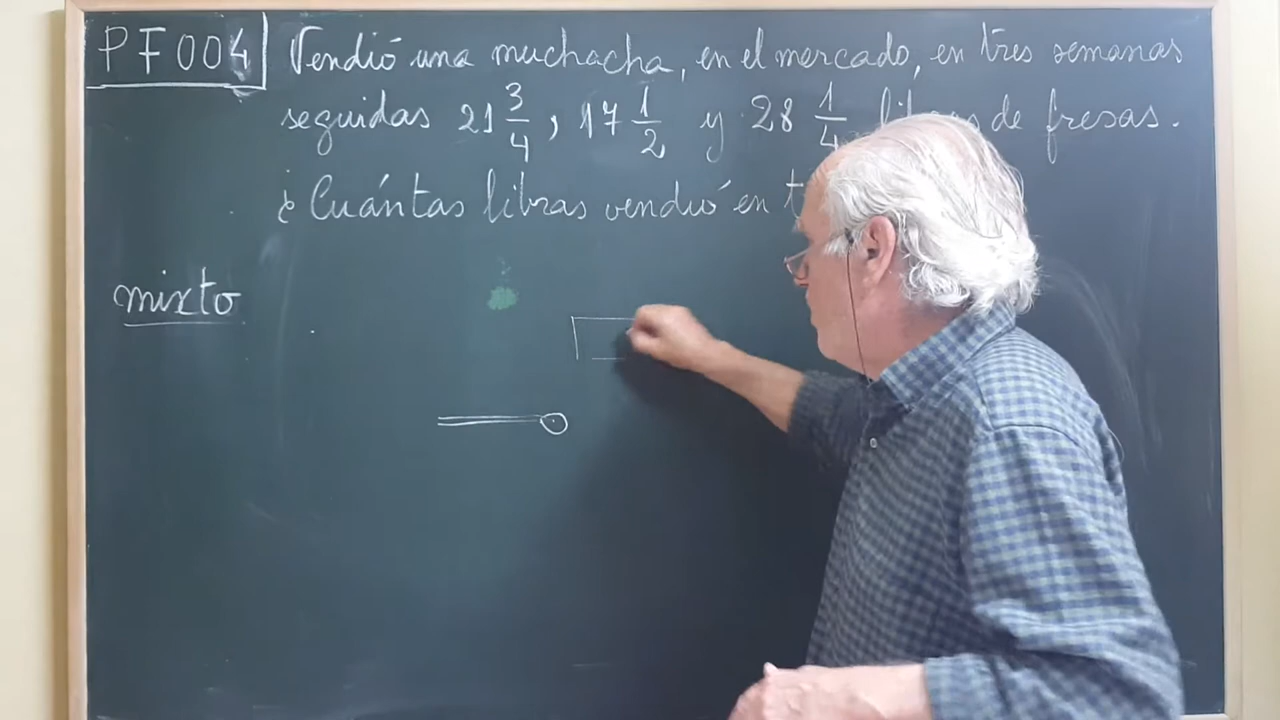 PF004 Vendió una muchacha, en el mercado, en tres semanas
seguidas 21 3/4, 17 1/2 y 28 1/4 de fresas.
¿Cuántas libras vendió en
mixto